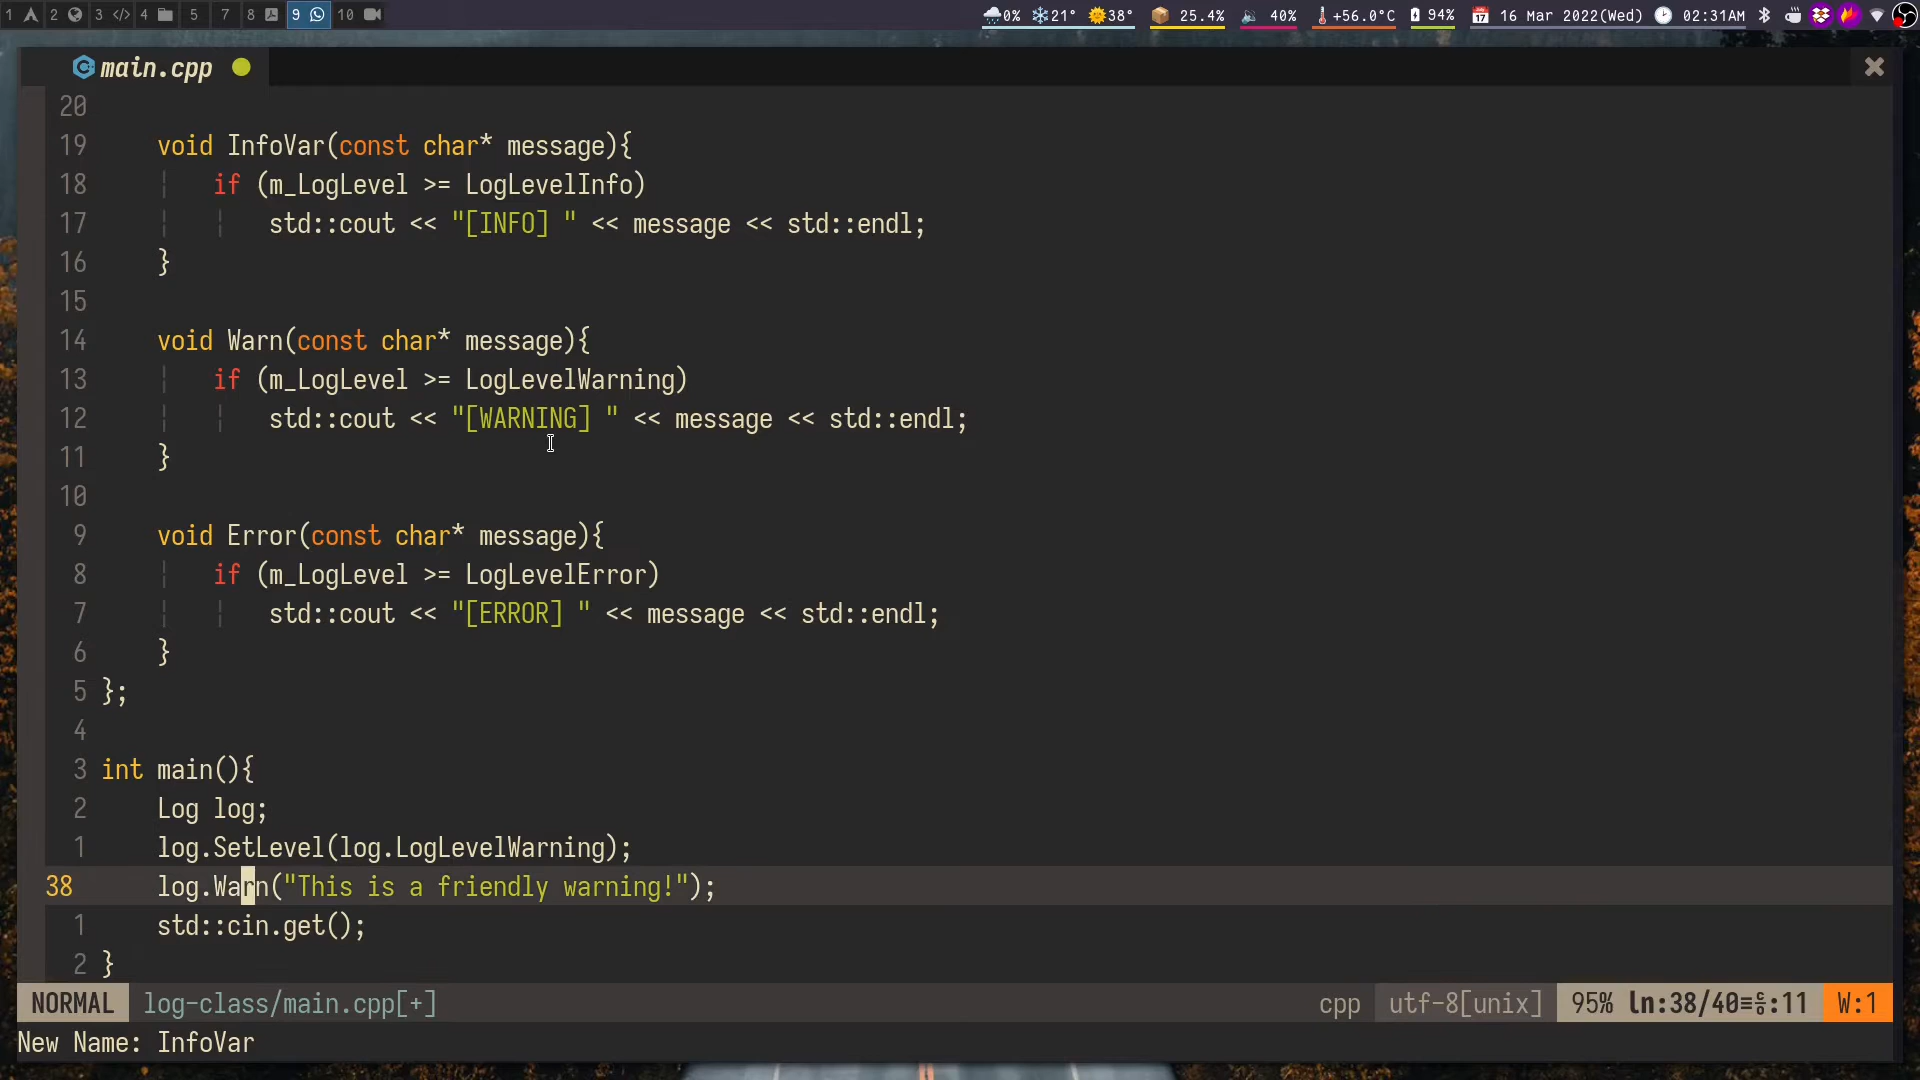 1 2 3 </> 4 5 7 8 9 10 0% 21° 38° 25.4% 40% +56.0°C 94% 16 Mar 2022(Wed) 02:31AM
main.cpp
20
19 void InfoVar(const char* message){
18 if (m_LogLevel >= LogLevelInfo)
17 std::cout << "[INFO] " << message << std::endl;
16 }
15
14 void Warn(const char* message){
13 if (m_LogLevel >= LogLevelWarning)
12 std::cout << "[WARNING] " << message << std::endl;
11 }
10
9 void Error(const char* message){
8 if (m_LogLevel >= LogLevelError)
7 std::cout << "[ERROR] " << message << std::endl;
6 }
5 };
4
3 int main(){
2 Log log;
1 log.SetLevel(log.LogLevelWarning);
38 log.Warn("This is a friendly warning!");
1 std::cin.get();
2 }
NORMAL log-class/main.cpp[+] cpp utf-8[unix] 95% ln:38/40≡℅:11 W:1
New Name: InfoVar